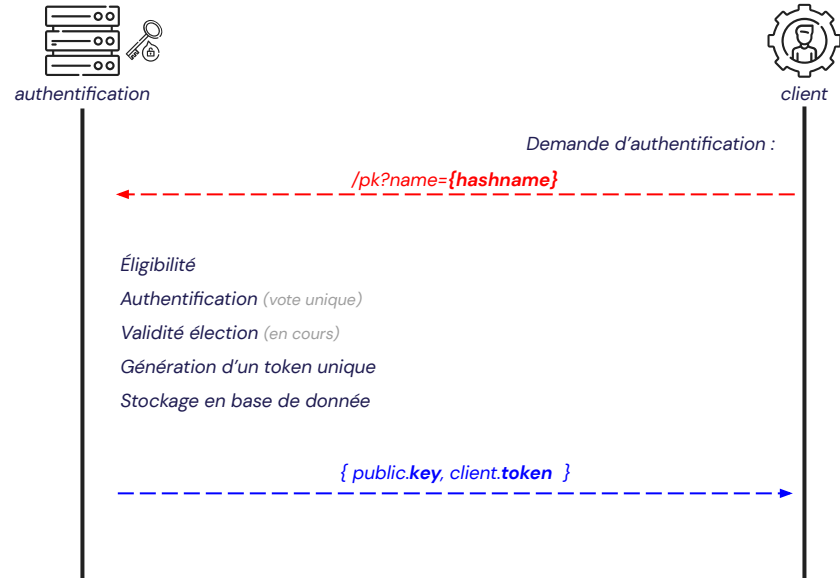 authentification
client
Demande d’authentification :
/pk?name={hashname}
Éligibilité
Authentification (vote unique)
Validité élection (en cours)
Génération d’un token unique
Stockage en base de donnée
{ public.key, client.token }